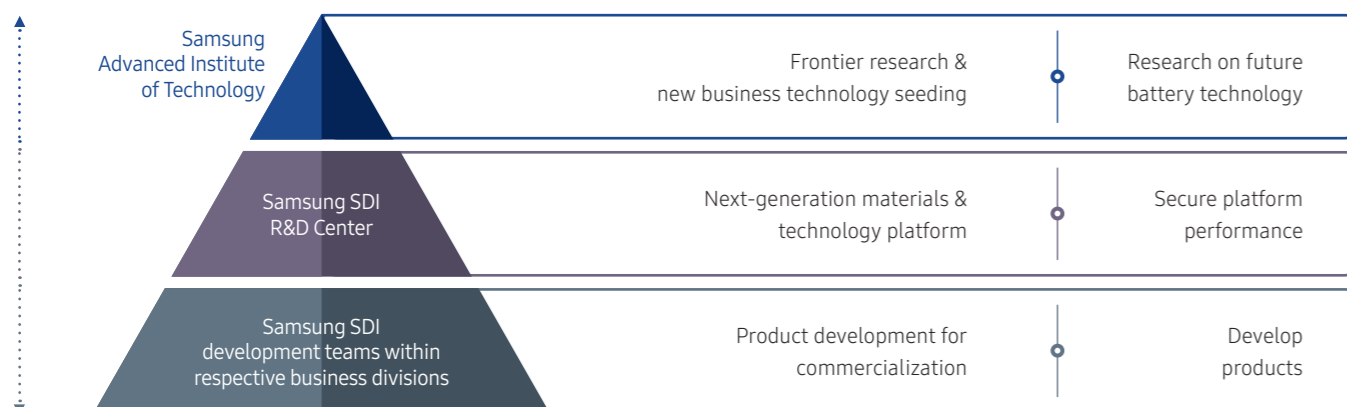 Samsung
Advanced Institute
of Technology
Frontier research &
new business technology seeding
Research on future
battery technology
Samsung SDI
R&D Center
Next-generation materials &
technology platform
Secure platform
performance
Samsung SDI
development teams within
respective business divisions
Product development for
commercialization
Develop
products